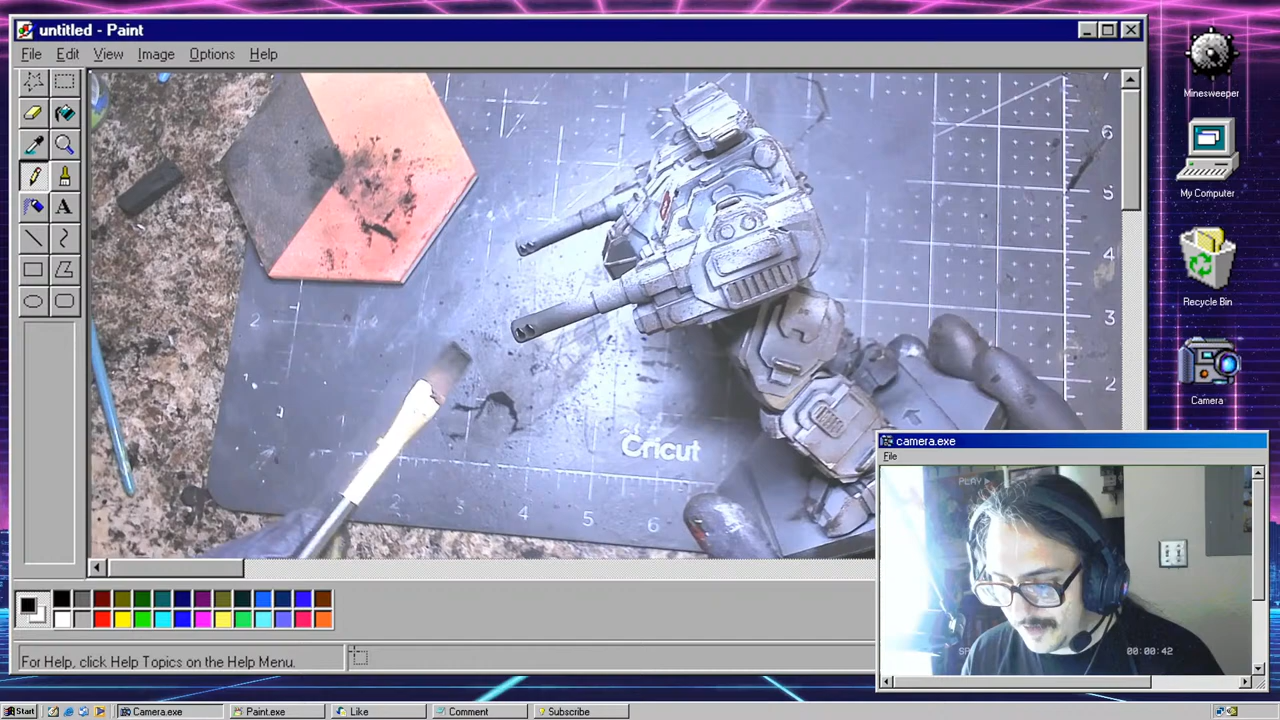 untitled - Paint
File Edit View Image Options Help
Minesweeper
My Computer
Recycle Bin
Camera
6
5
4
3
2
2
Cricut
2 3 4 5 6
camera.exe
File
PLAY
SP
00:00:42
A
For Help, click Help Topics on the Help Menu.
Start Camera.exe Paint.exe Like Comment Subscribe